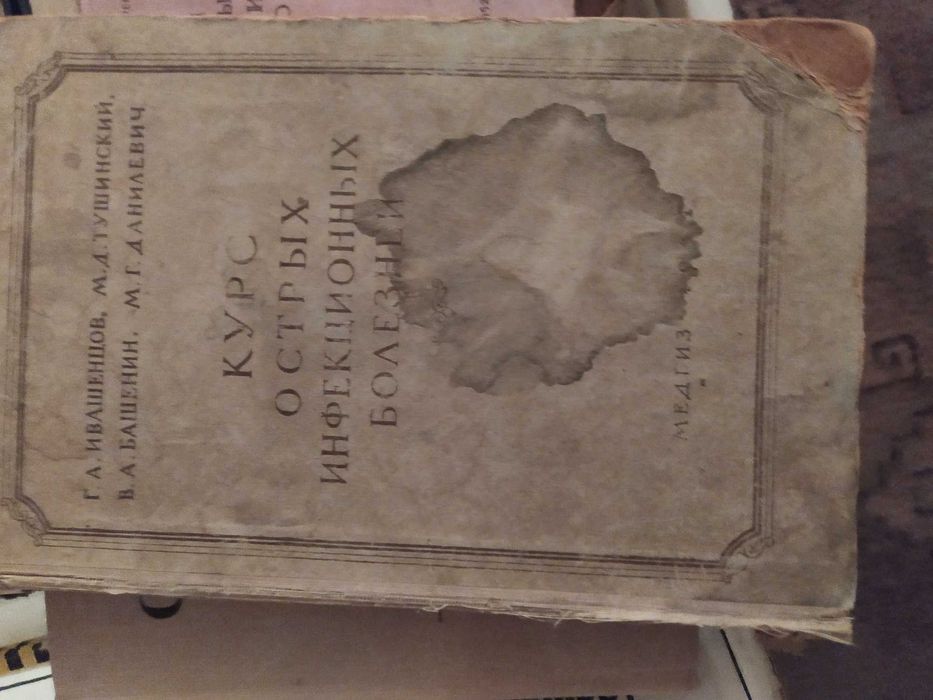 Г. А. ИВАШЕНЦОВ, М. Д. ТУШИНСКИЙ,
В. А. БАШЕНИН, М. Г. ДАНИЛЕВИЧ
КУРС
ОСТРЫХ
ИНФЕКЦИОННЫХ
БОЛЕЗНЕЙ
МЕДГИЗ